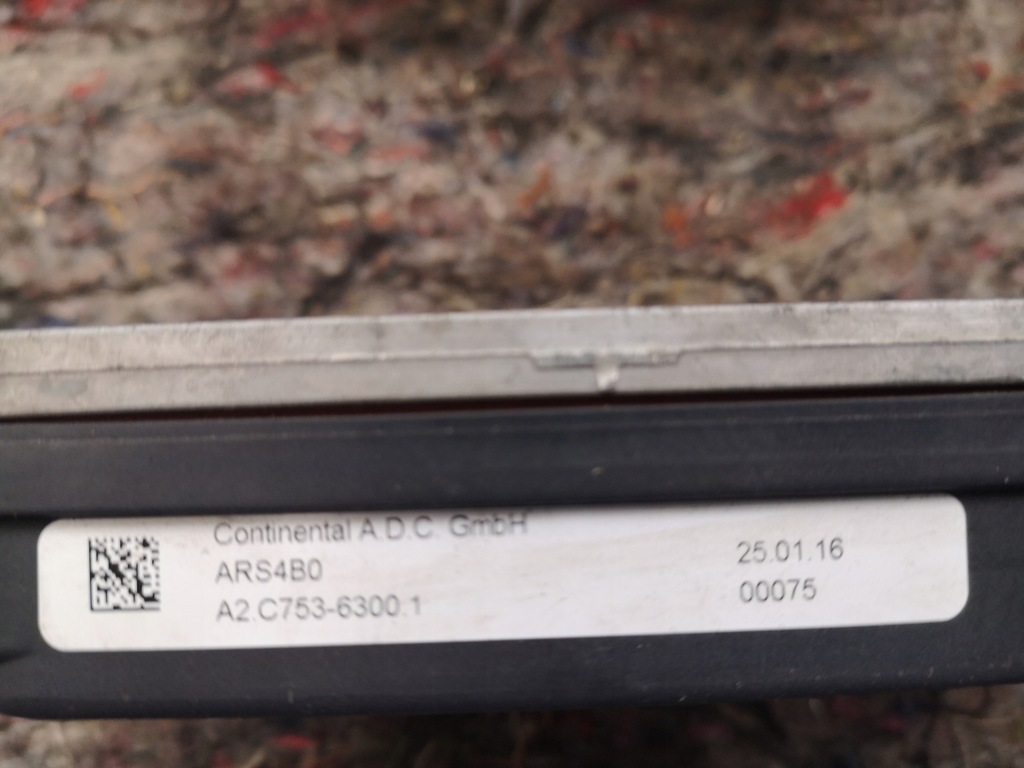 Continental A.D.C. GmbH
ARS4B0
A2.C753-6300.1
25.01.16
00075